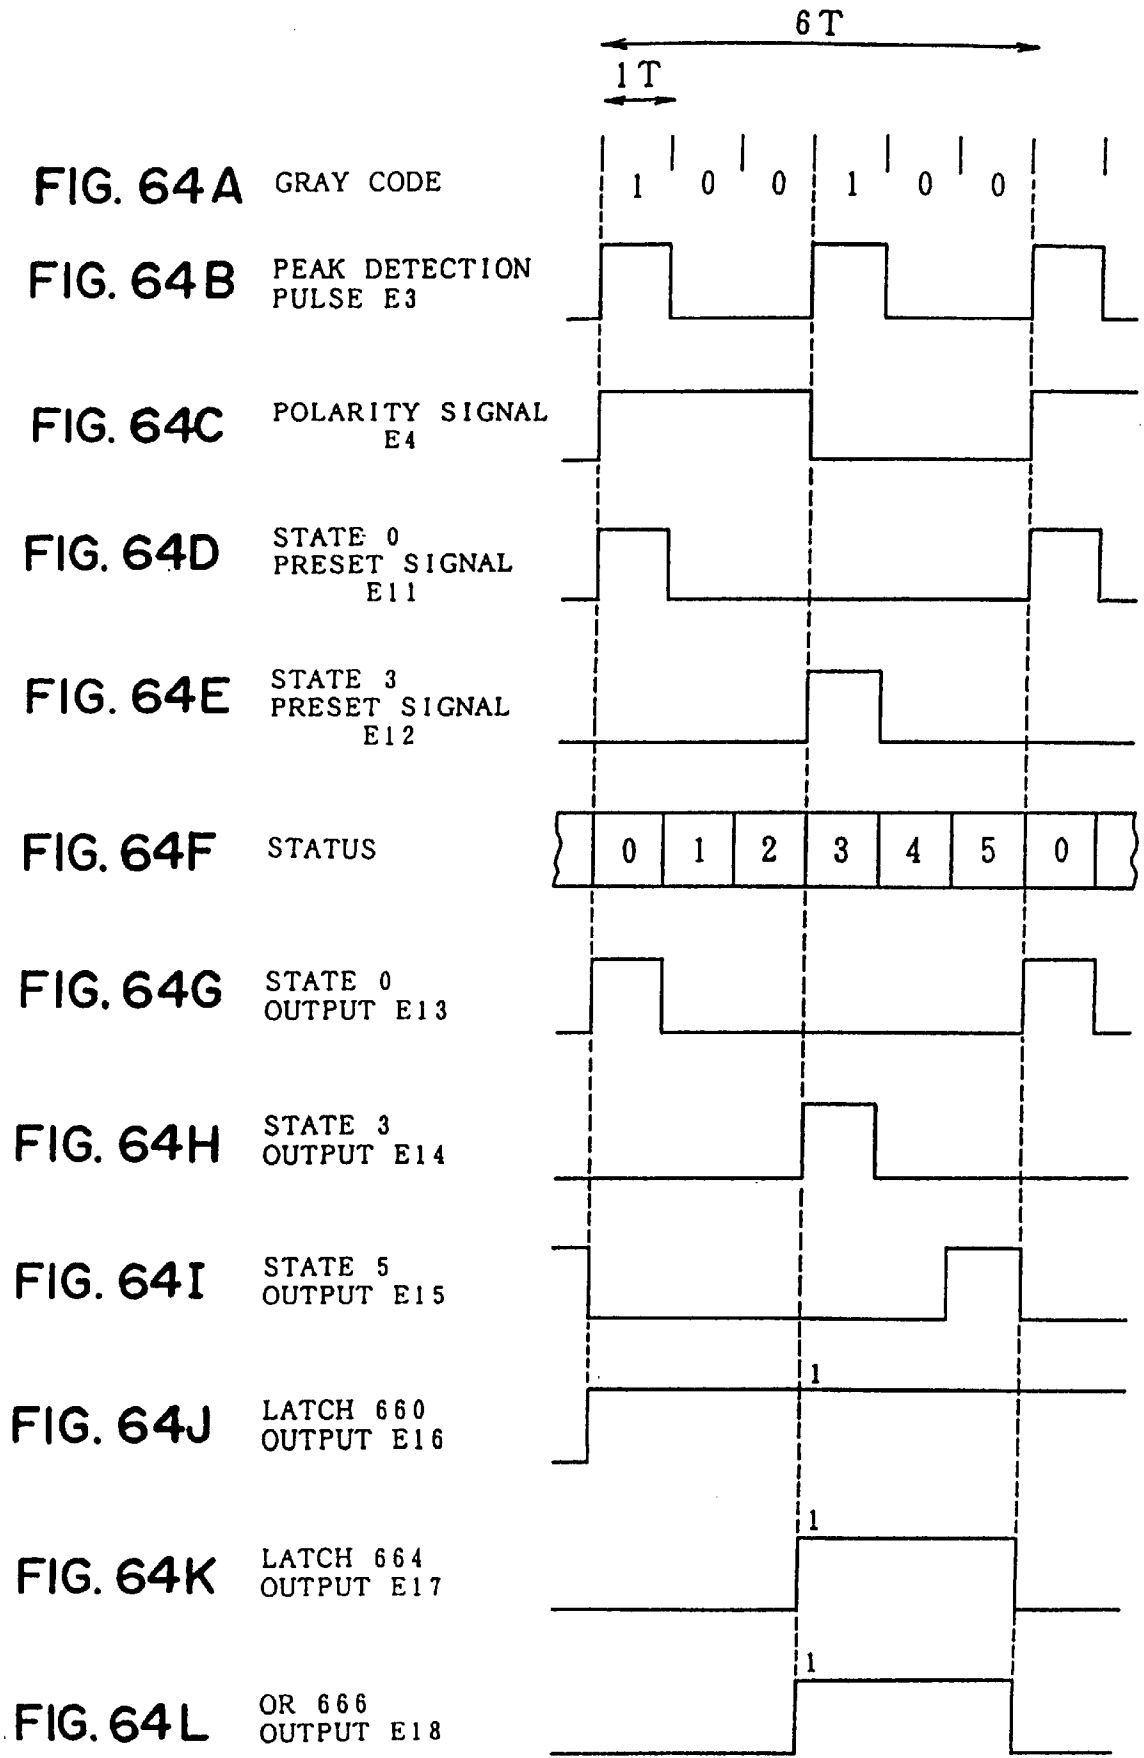 6T
1T
FIG. 64A GRAY CODE 1 0 0 1 0 0
FIG. 64B PEAK DETECTION
PULSE E3
FIG. 64C POLARITY SIGNAL
E4
FIG. 64D STATE 0
PRESET SIGNAL
E11
FIG. 64E STATE 3
PRESET SIGNAL
E12
FIG. 64F STATUS 0 1 2 3 4 5 0
FIG. 64G STATE 0
OUTPUT E13
FIG. 64H STATE 3
OUTPUT E14
FIG. 64I STATE 5
OUTPUT E15
1
FIG. 64J LATCH 660
OUTPUT E16
1
FIG. 64K LATCH 664
OUTPUT E17
1
FIG. 64L OR 666
OUTPUT E18